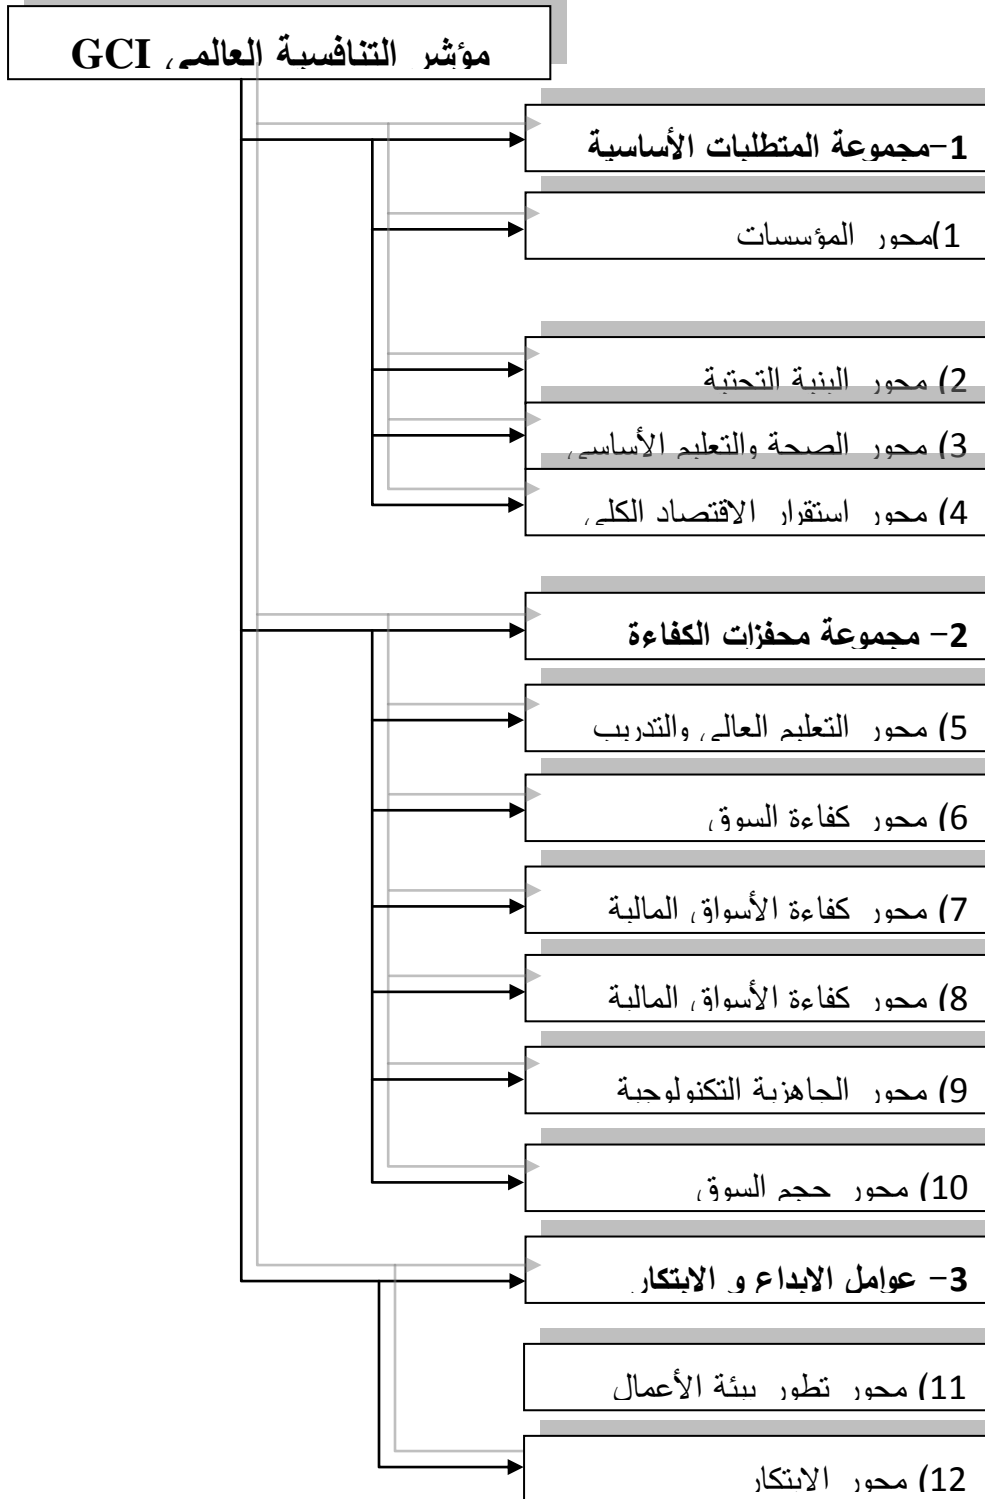 مؤشر التنافسية العالمي GCI
1-مجموعة المتطلبات الأساسية
1)محور المؤسسات
2) محور البنية التحتية
3) محور الصحة والتعليم الأساسي
4) محور استقرار الاقتصاد الكلي
2- مجموعة محفزات الكفاءة
5) محور التعليم العالي والتدريب
6) محور كفاءة السوق
7) محور كفاءة الأسواق المالية
8) محور كفاءة الأسواق المالية
9) محور الجاهزية التكنولوجية
10) محور حجم السوق
3- عوامل الابداع و الابتكار
11) محور تطور بيئة الأعمال
12) محور الابتكار